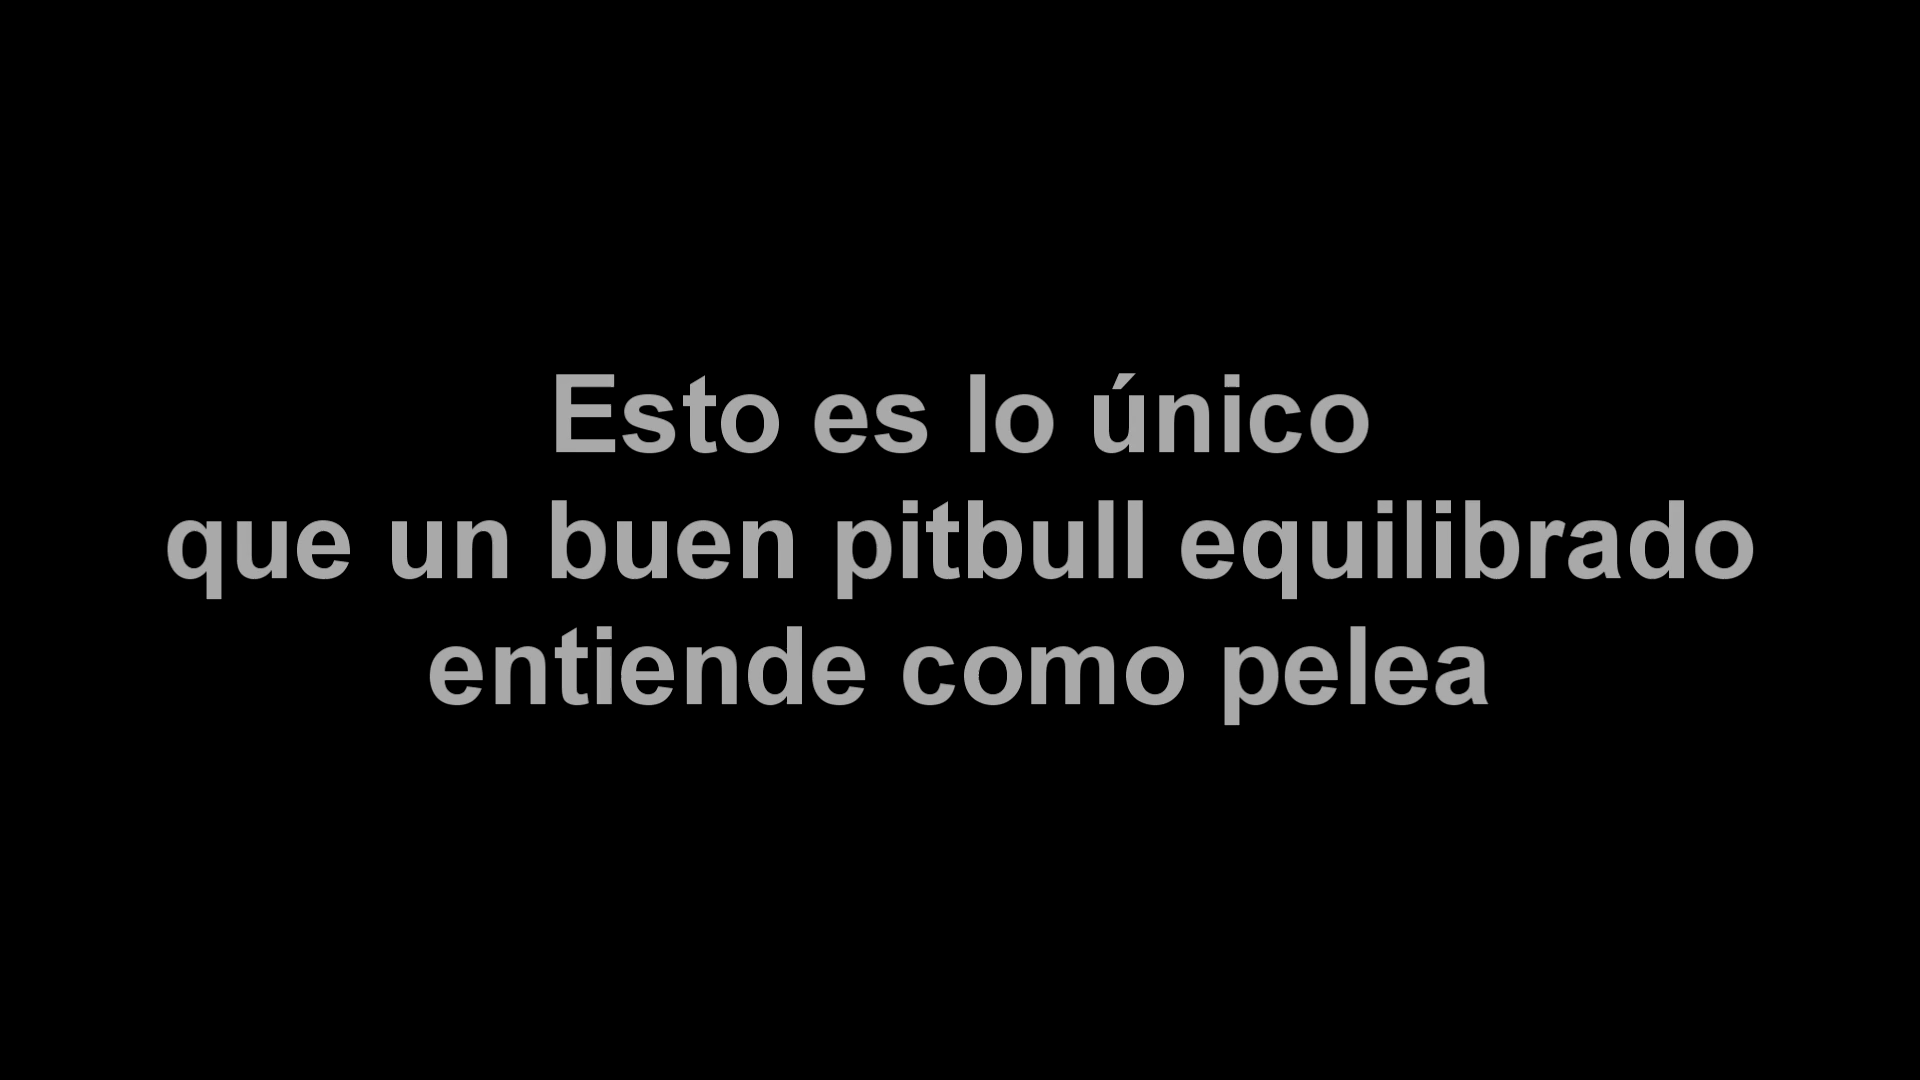 Esto es lo único
que un buen pitbull equilibrado
entiende como pelea